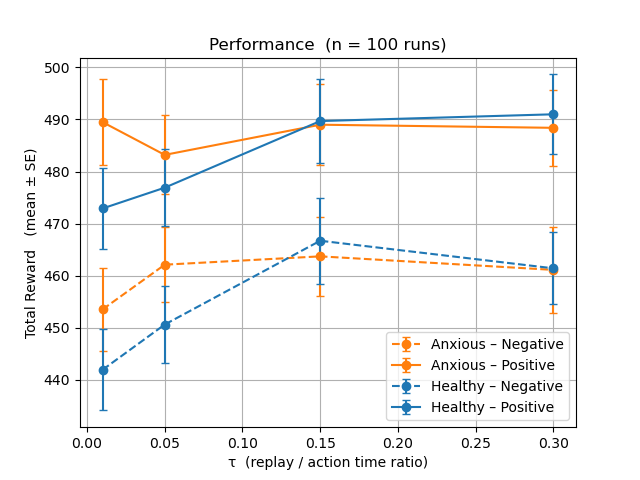 Performance  (n = 100 runs)
Total Reward   (mean ± SE)
500
490
480
470
460
450
440
0.00
0.05
0.10
0.15
0.20
0.25
0.30
τ  (replay / action time ratio)
Anxious – Negative
Anxious – Positive
Healthy – Negative
Healthy – Positive